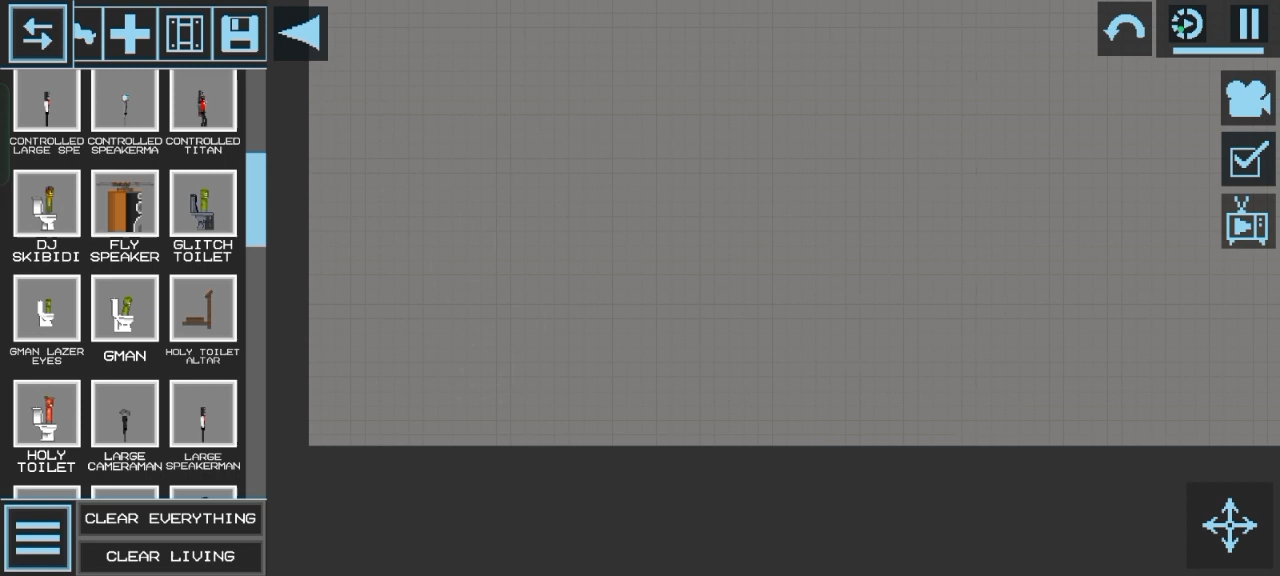 CONTROLLED
LARGE SPE
CONTROLLED
SPEAKERMA
CONTROLLED
TITAN
DJ
SKIBIDI
FLY
SPEAKER
GLITCH
TOILET
GMAN LAZER
EYES
GMAN
HOLY TOILET
ALTAR
HOLY
TOILET
LARGE
CAMERAMAN
LARGE
SPEAKERMAN
CLEAR EVERYTHING
CLEAR LIVING